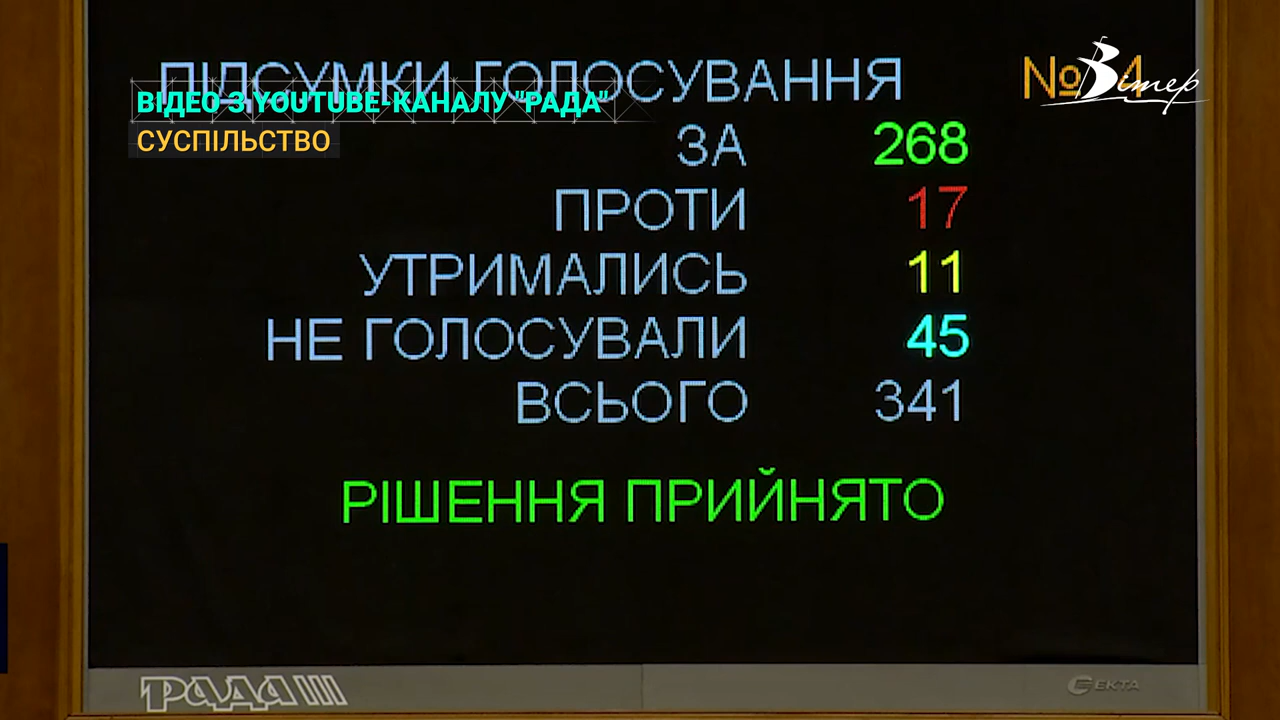 ПІДСУМКИ ГОЛОСУВАННЯ
ВІДЕО З YOUTUBE-КАНАЛУ "РАДА"
СУСПІЛЬСТВО
Вітер
ЗА 268
ПРОТИ 17
УТРИМАЛИСЬ 11
НЕ ГОЛОСУВАЛИ 45
ВСЬОГО 341
РІШЕННЯ ПРИЙНЯТО
РАДА III
ЕКТА